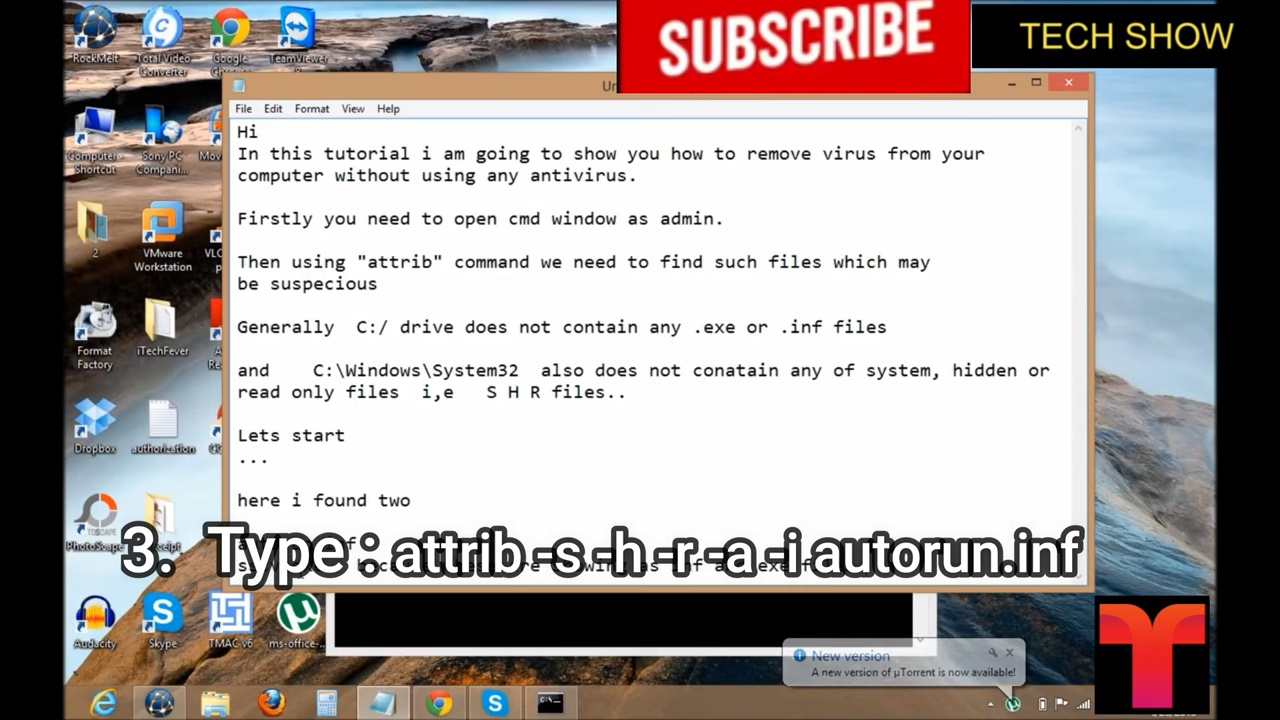 SUBSCRIBE
TECH SHOW
RockMelt
Total Video
Converter
Google
TeamViewer
File Edit Format View Help
Hi
In this tutorial i am going to show you how to remove virus from your
computer without using any antivirus.
Firstly you need to open cmd window as admin.
Then using "attrib" command we need to find such files which may
be suspecious
Generally C:/ drive does not contain any .exe or .inf files
and C:\Windows\System32 also does not conatain any of system, hidden or
read only files i,e S H R files..
Lets start
...
here i found two
3. Type : attrib -s -h -r -a -i autorun.inf
Computer
Shortcut
Sony PC
Compani...
2
VMware
Workstation
Format
Factory
iTechFever
Dropbox
authorization
Audacity
Skype
TMAC v6
ms-office-...
New version
A new version of µTorrent is now available!